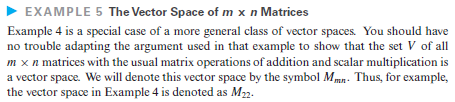 ▶ EXAMPLE 5 The Vector Space of m x n Matrices
Example 4 is a special case of a more general class of vector spaces. You should have
no trouble adapting the argument used in that example to show that the set V of all
m × n matrices with the usual matrix operations of addition and scalar multiplication is
a vector space. We will denote this vector space by the symbol Mₘₙ. Thus, for example,
the vector space in Example 4 is denoted as M₂₂.